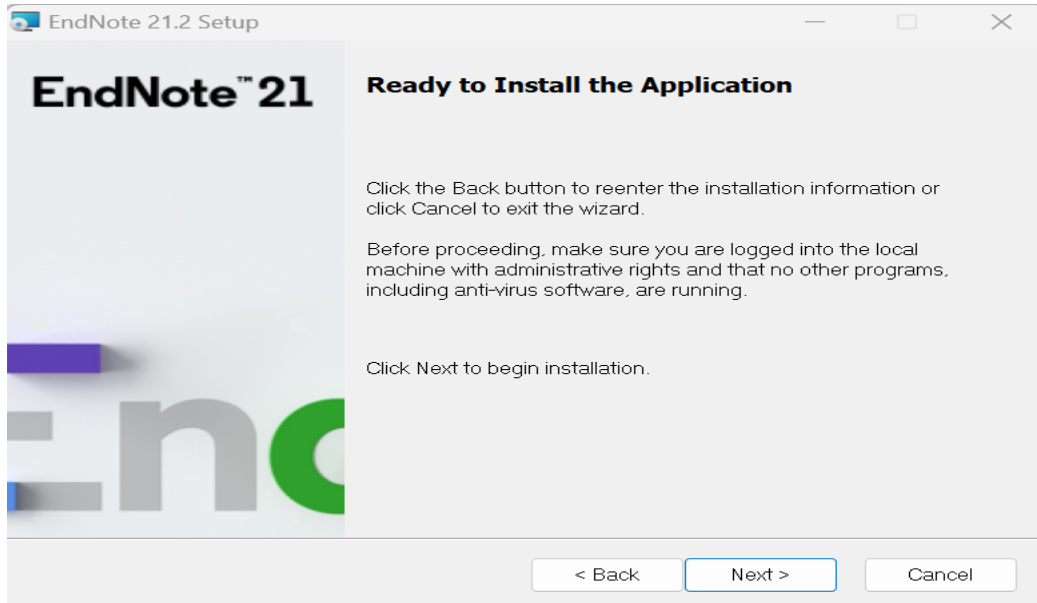 EndNote 21.2 Setup
EndNote™21
Ready to Install the Application
Click the Back button to reenter the installation information or
click Cancel to exit the wizard.
Before proceeding, make sure you are logged into the local
machine with administrative rights and that no other programs,
including anti-virus software, are running.
Click Next to begin installation.
Enc
< Back
Next >
Cancel